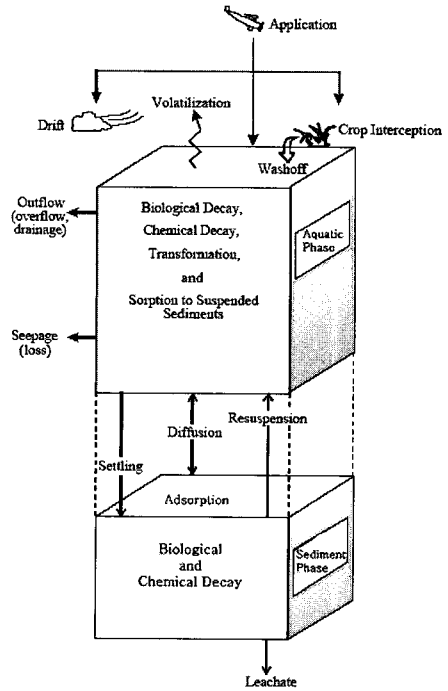 Application
Volatilization
Drift
Crop Interception
Washoff
Outflow
(overflow,
drainage)
Biological Decay,
Chemical Decay,
Transformation,
and
Sorption to Suspended
Sediments
Aquatic
Phase
Seepage
(loss)
Resuspension
Diffusion
Settling
Adsorption
Biological
and
Chemical Decay
Sediment
Phase
Leachate